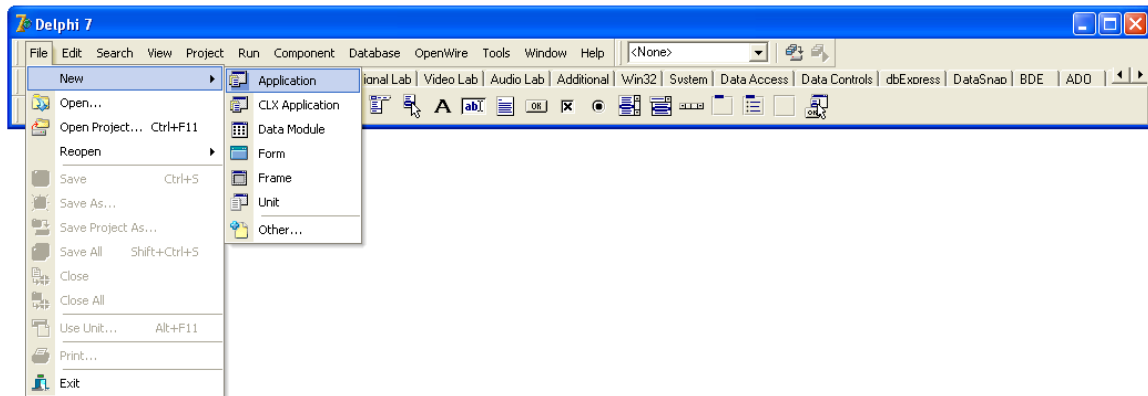 Delphi 7
File Edit Search View Project Run Component Database OpenWire Tools Window Help <None>
New Application ional Lab Video Lab Audio Lab Additional Win32 System Data Access Data Controls dbExpress DataSnap BDE ADO
Open... CLX Application
Open Project... Ctrl+F11 Data Module
Reopen Form
Save Ctrl+S Frame
Save As... Unit
Save Project As...
Other...
Save All Shift+Ctrl+S
Close
Close All
Use Unit... Alt+F11
Print...
Exit